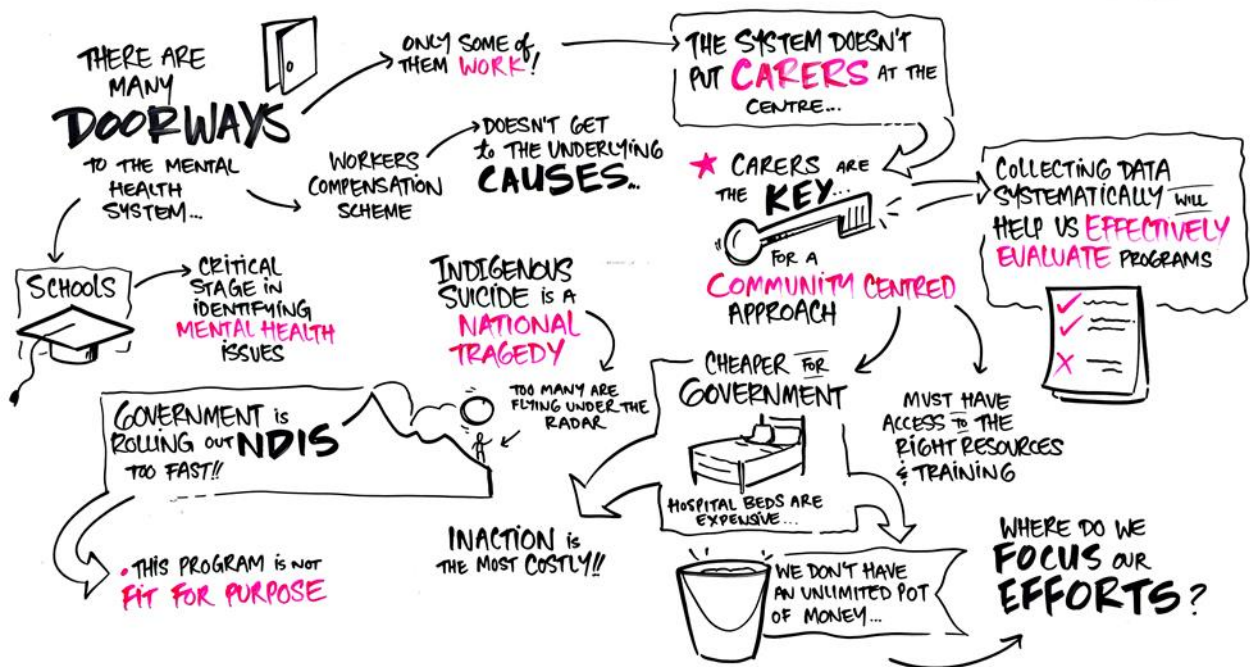 THERE ARE
MANY
DOORWAYS
TO THE MENTAL
HEALTH
SYSTEM...
ONLY SOME of
THEM WORK!
THE SYSTEM DOESN'T
PUT CARERS AT THE
CENTRE...
WORKERS
COMPENSATION
SCHEME
DOESN'T GET
to THE UNDERLYING
CAUSES...
★ CARERS ARE
THE KEY...
FOR A
COMMUNITY CENTRED
APPROACH
COLLECTING DATA
SYSTEMATICALLY WILL
HELP US EFFECTIVELY
EVALUATE PROGRAMS
SCHOOLS
CRITICAL
STAGE IN
IDENTIFYING
MENTAL HEALTH
ISSUES
INDIGENOUS
SUICIDE is A
NATIONAL
TRAGEDY
TOO MANY ARE
FLYING UNDER THE
RADAR
GOVERNMENT is
ROLLING OUT NDIS
TOO FAST!!
• THIS PROGRAM is NOT
FIT FOR PURPOSE
CHEAPER FOR
GOVERNMENT
HOSPITAL BEDS ARE
EXPENSIVE...
INACTION is
THE MOST COSTLY!!
MUST HAVE
ACCESS TO THE
RIGHT RESOURCES
& TRAINING
WE DON'T HAVE
AN UNLIMITED POT
OF MONEY...
WHERE DO WE
FOCUS OUR
EFFORTS?